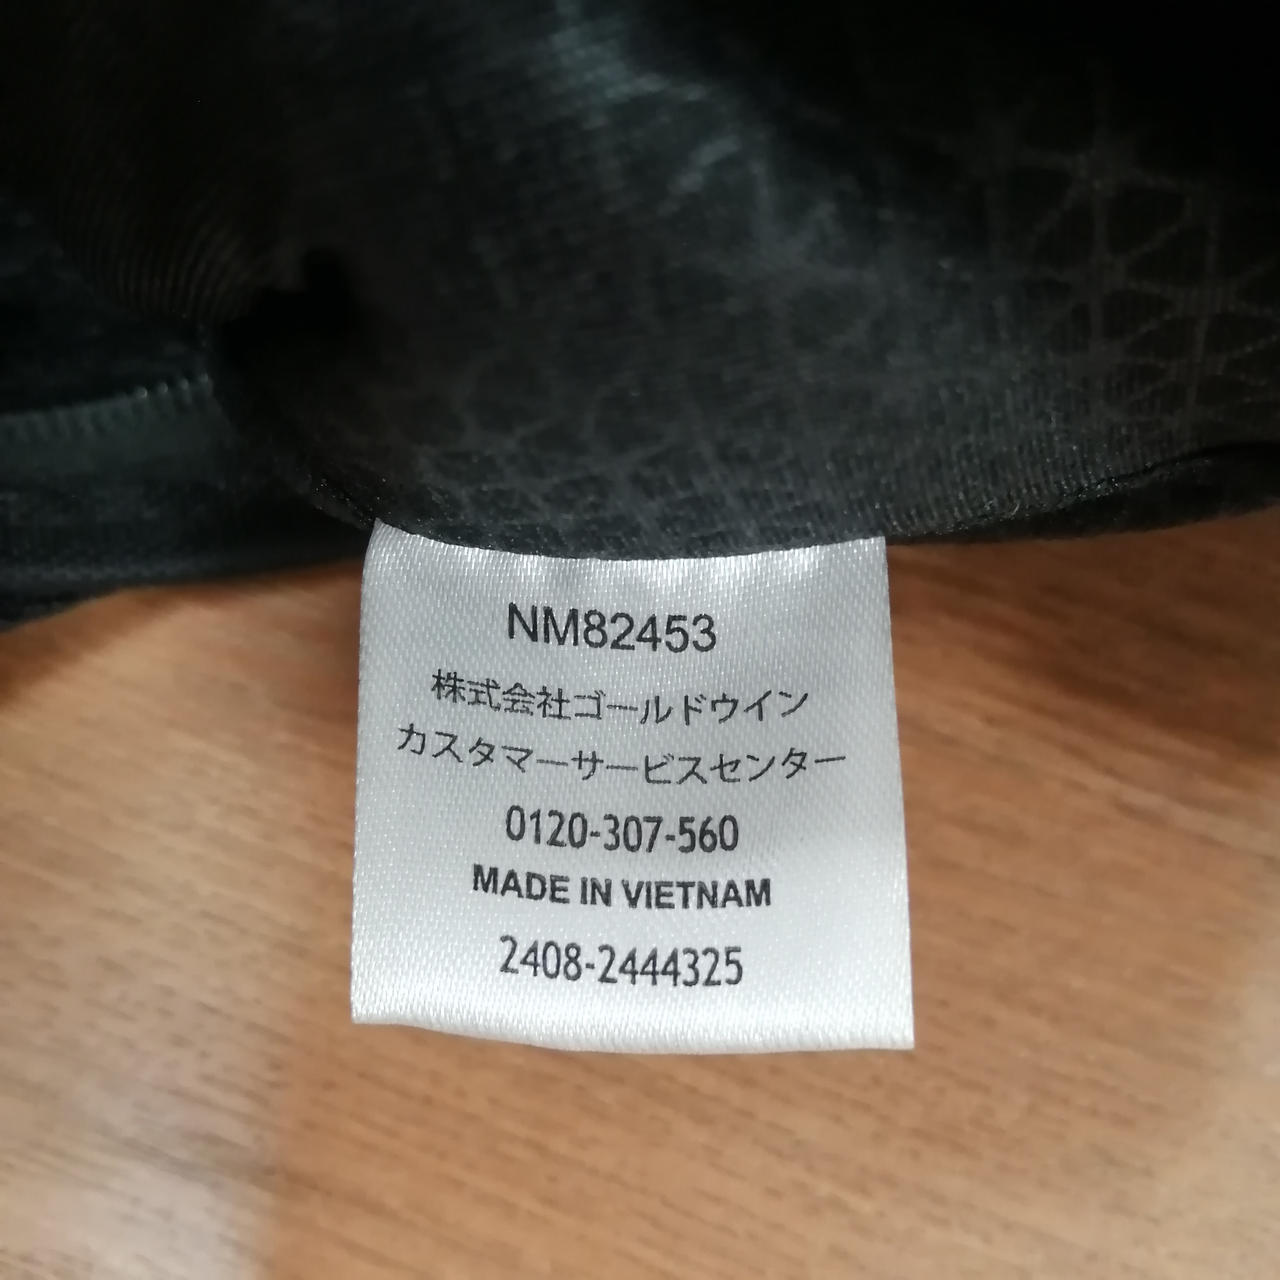 NM82453
株式会社ゴールドウイン
カスタマーサービスセンター
0120-307-560
MADE IN VIETNAM
2408-2444325